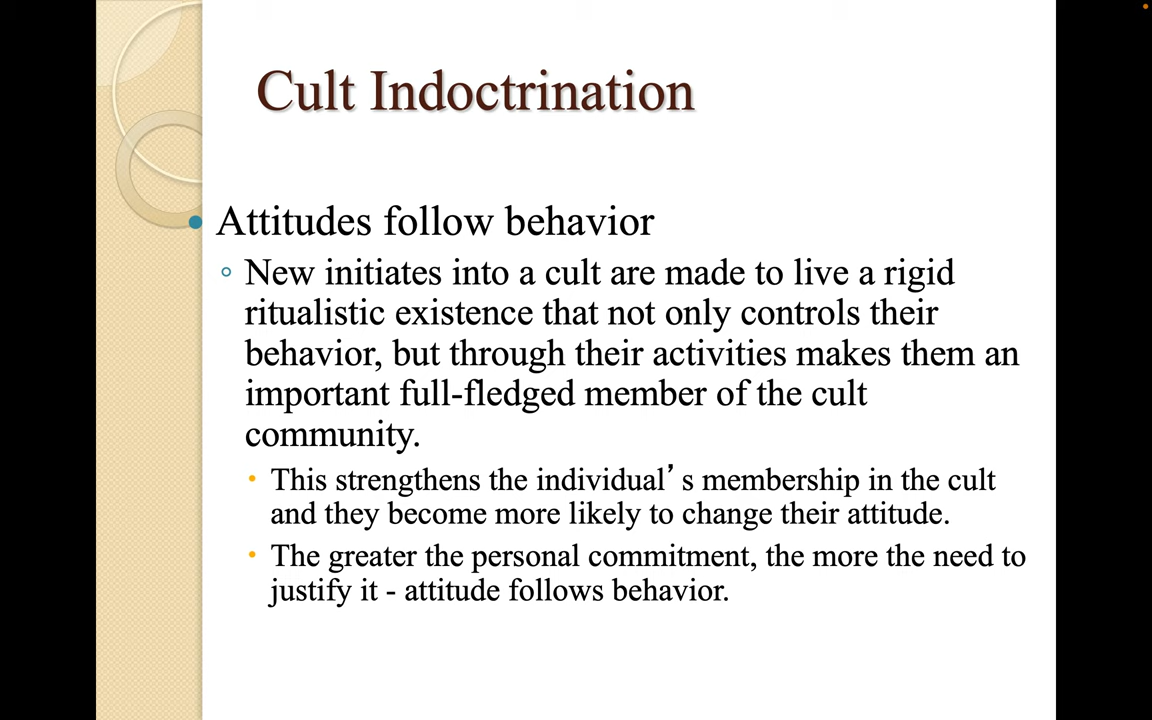 Cult Indoctrination
Attitudes follow behavior
New initiates into a cult are made to live a rigid
ritualistic existence that not only controls their
behavior, but through their activities makes them an
important full-fledged member of the cult
community.
This strengthens the individual’s membership in the cult
and they become more likely to change their attitude.
The greater the personal commitment, the more the need to
justify it - attitude follows behavior.